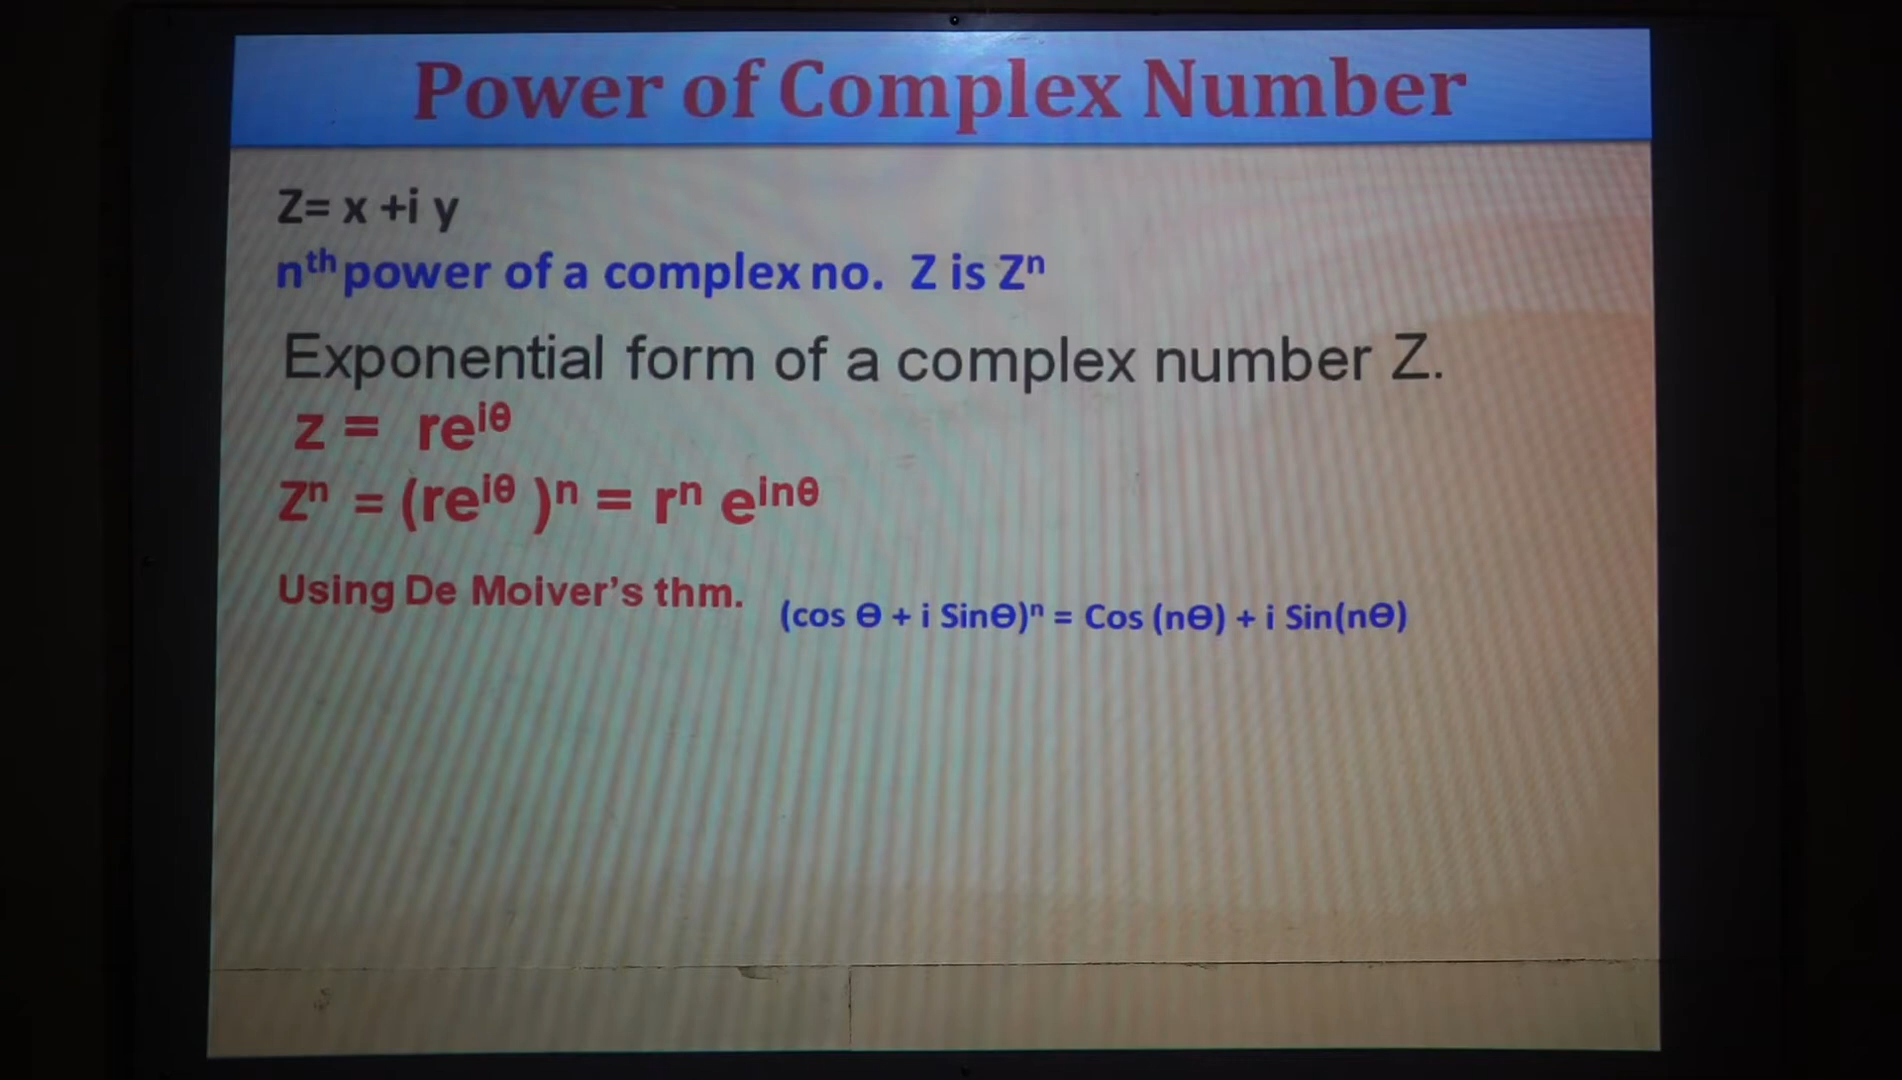 Power of Complex Number
Z= x +i y
nᵗʰ power of a complex no. Z is Zⁿ
Exponential form of a complex number Z.
z = reⁱᶿ
Zⁿ = (reⁱᶿ )ⁿ = rⁿ eⁱⁿᶿ
Using De Moiver’s thm. (cos Θ + i SinΘ)ⁿ = Cos (nΘ) + i Sin(nΘ)